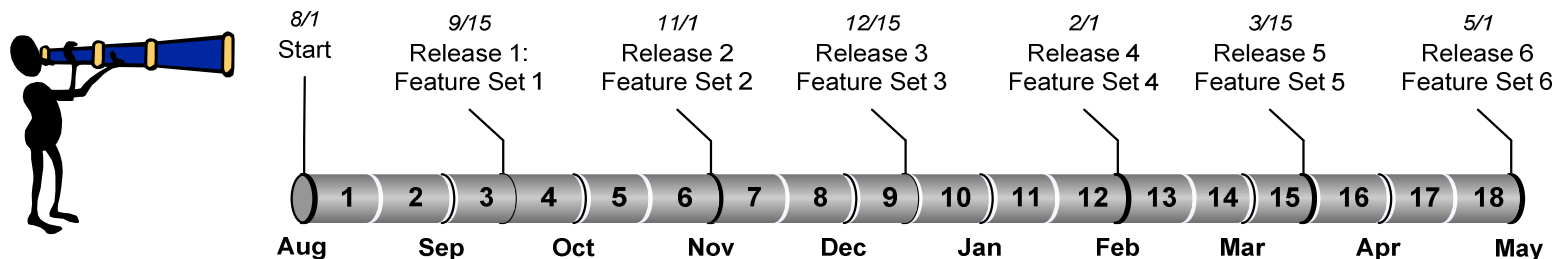 8/1
Start
9/15
Release 1:
Feature Set 1
11/1
Release 2
Feature Set 2
12/15
Release 3
Feature Set 3
2/1
Release 4
Feature Set 4
3/15
Release 5
Feature Set 5
5/1
Release 6
Feature Set 6
1 2 3 4 5 6 7 8 9 10 11 12 13 14 15 16 17 18
Aug Sep Oct Nov Dec Jan Feb Mar Apr May